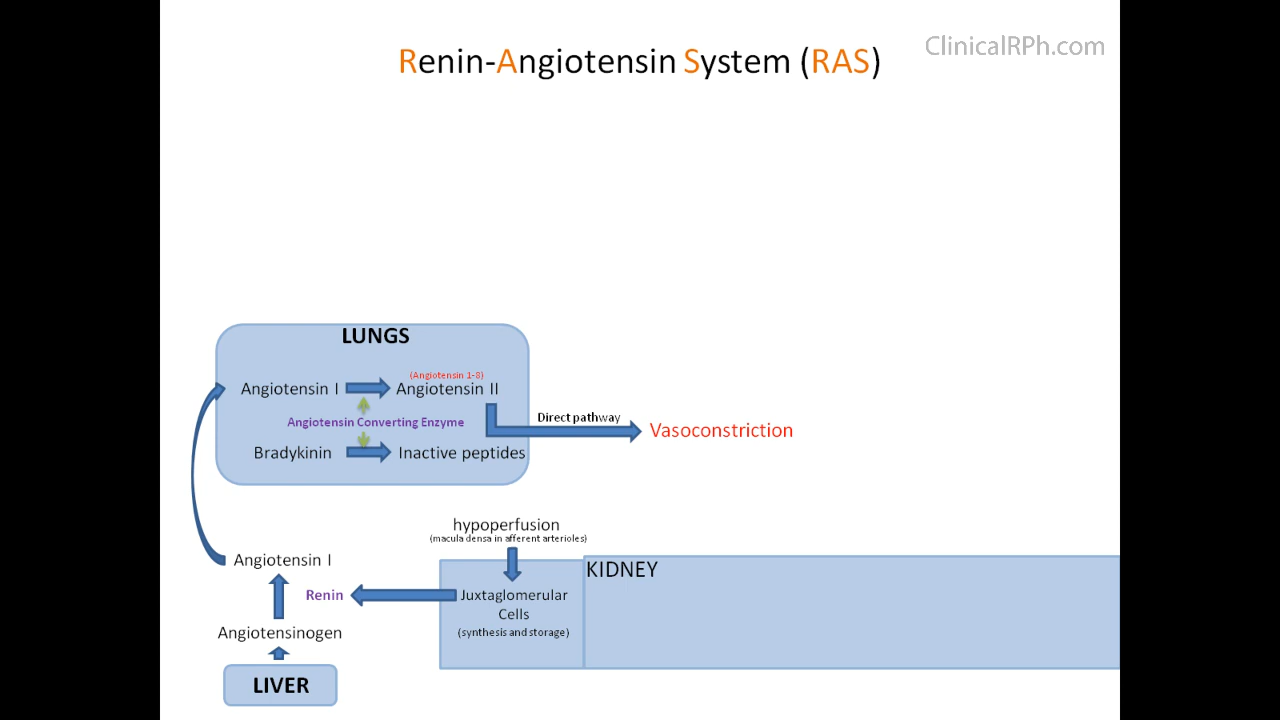 ClinicalRPh.com
Renin-Angiotensin System (RAS)
LUNGS
(Angiotensin 1-8)
Angiotensin I
Angiotensin II
Angiotensin Converting Enzyme
Bradykinin
Inactive peptides
Direct pathway
Vasoconstriction
hypoperfusion
(macula densa in afferent arterioles)
Angiotensin I
KIDNEY
Renin
Juxtaglomerular
Cells
(synthesis and storage)
Angiotensinogen
LIVER